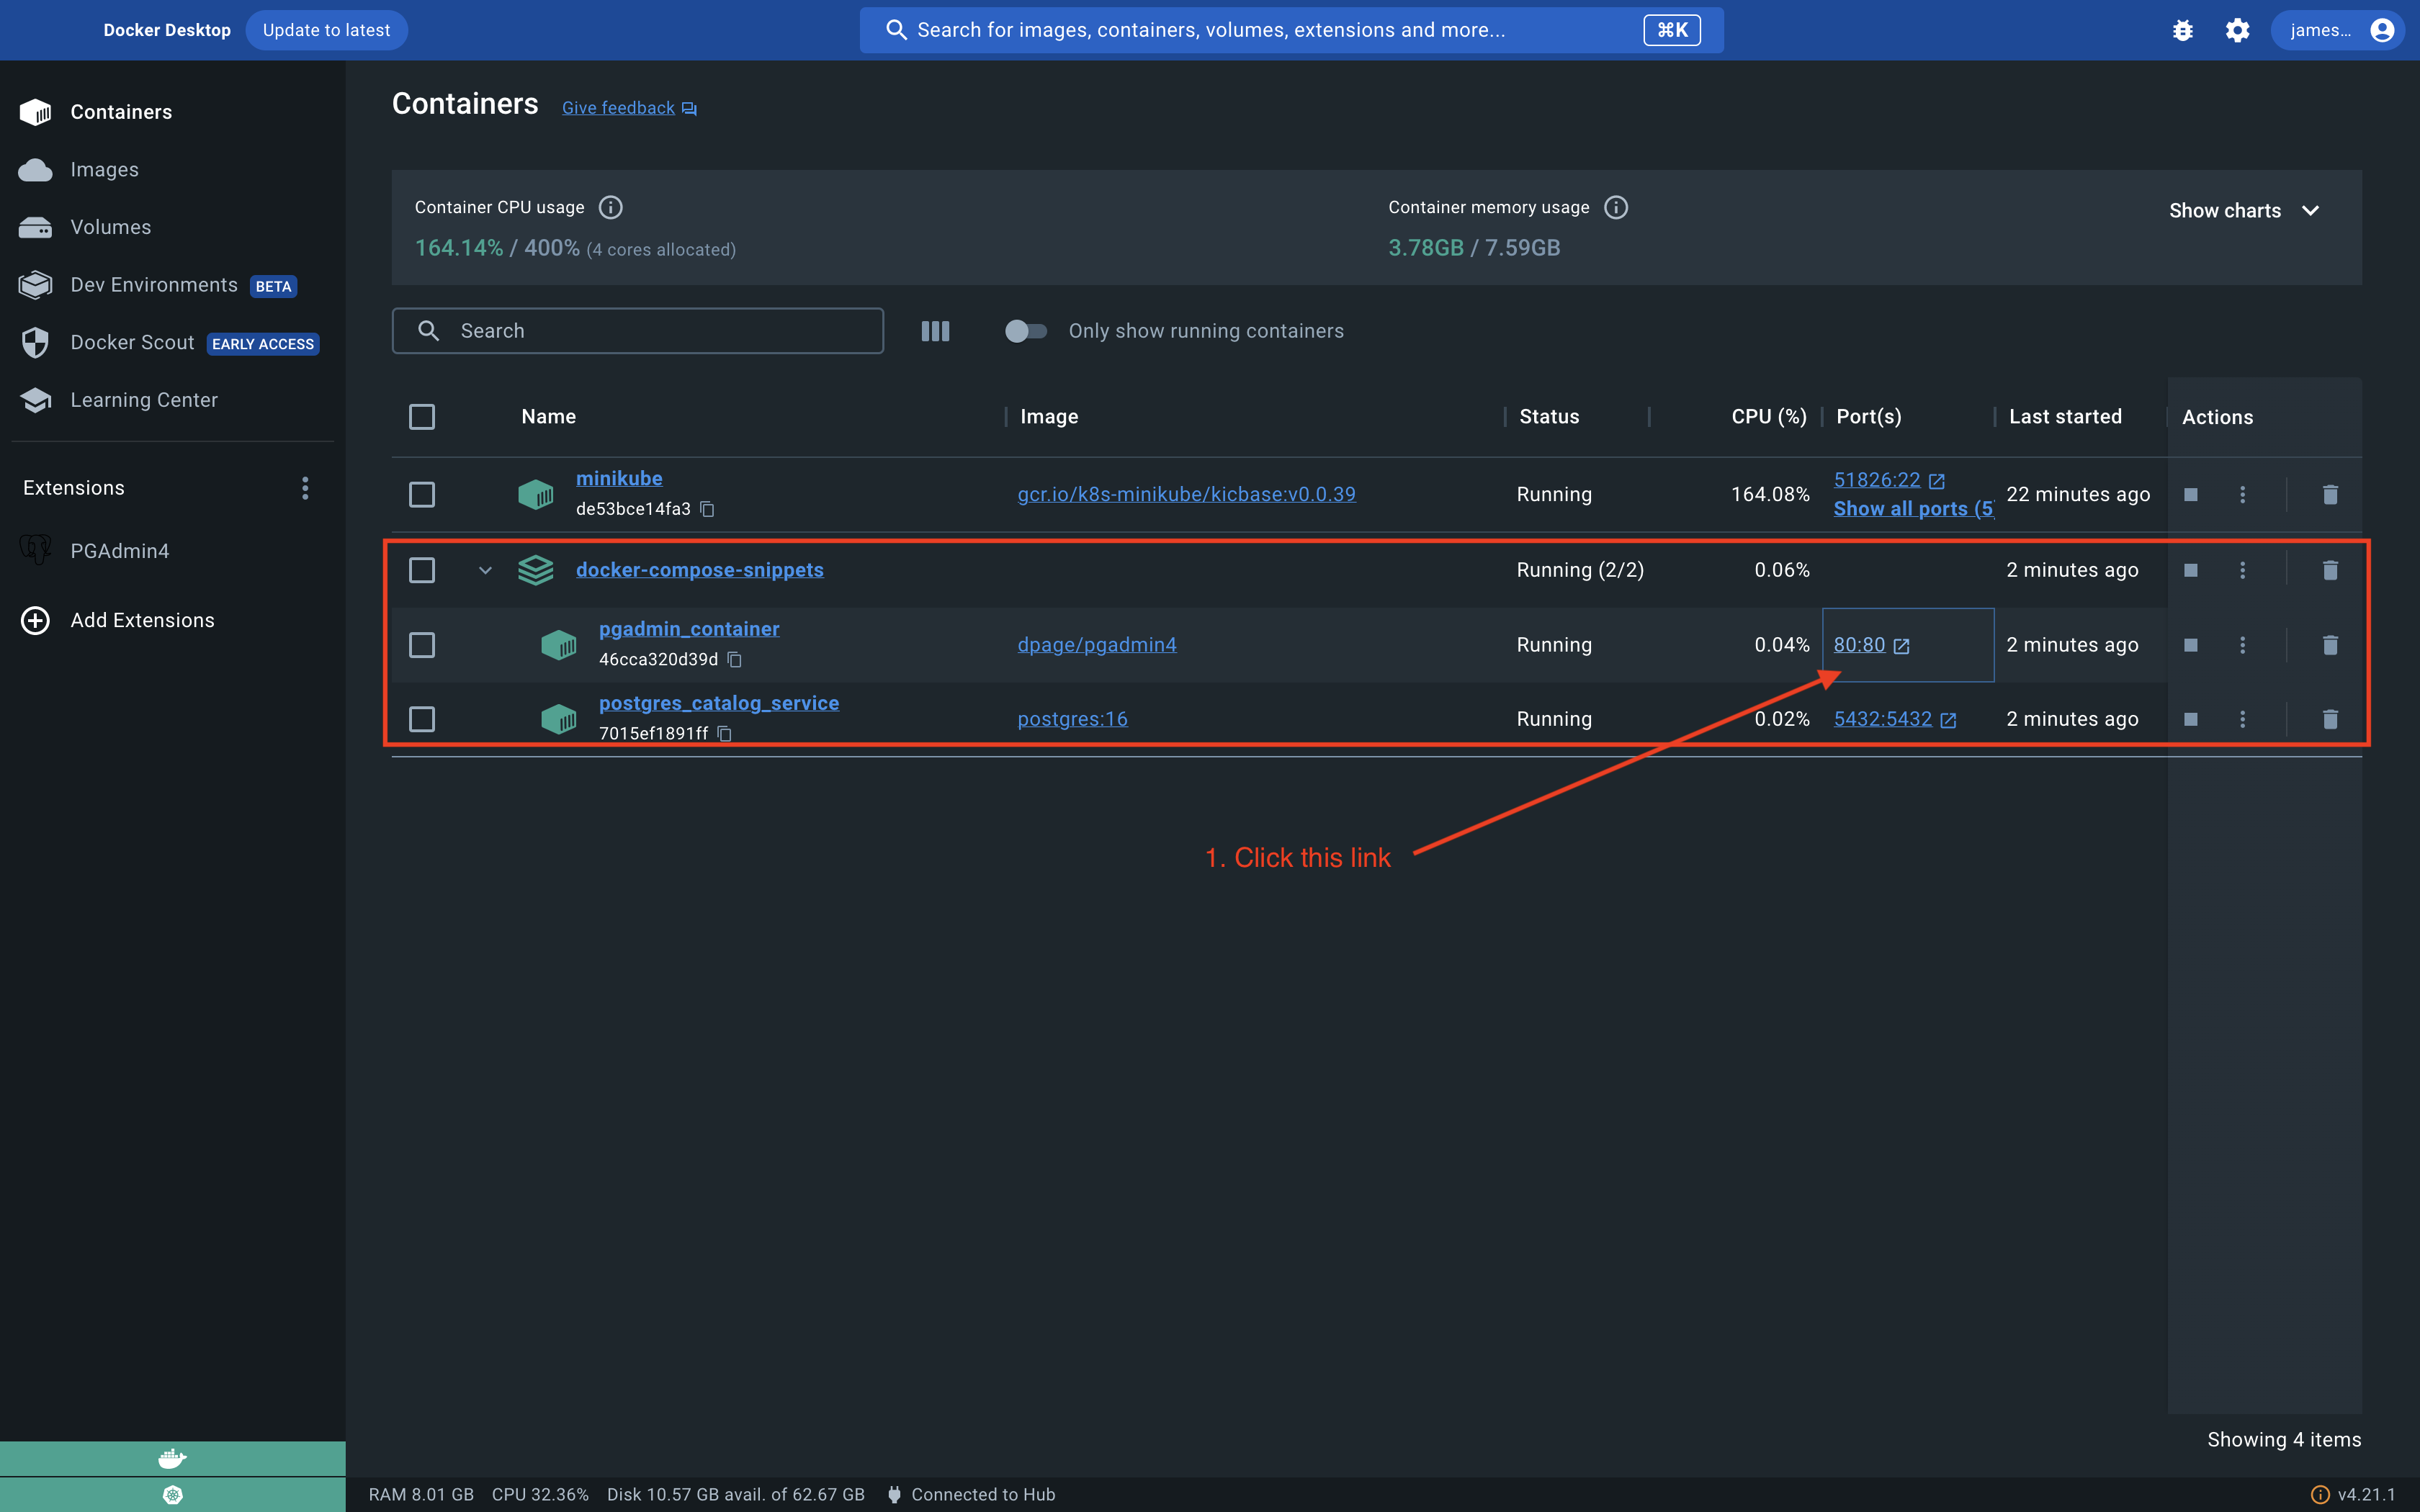 Docker Desktop Update to latest Search for images, containers, volumes, extensions and more... ⌘K james...
Containers
Images
Volumes
Dev Environments BETA
Docker Scout EARLY ACCESS
Learning Center
Extensions
PGAdmin4
Add Extensions
Containers Give feedback
Container CPU usage
164.14% / 400% (4 cores allocated)
Container memory usage
3.78GB / 7.59GB
Show charts
Search
Only show running containers
Name Image Status CPU (%) Port(s) Last started Actions
minikube
de53bce14fa3
gcr.io/k8s-minikube/kicbase:v0.0.39 Running 164.08%
51826:22
Show all ports (5
22 minutes ago
docker-compose-snippets Running (2/2) 0.06% 2 minutes ago
pgadmin_container
46cca320d39d
dpage/pgadmin4 Running 0.04% 80:80 2 minutes ago
postgres_catalog_service
7015ef1891ff
postgres:16 Running 0.02% 5432:5432 2 minutes ago
1. Click this link
Showing 4 items
RAM 8.01 GB CPU 32.36% Disk 10.57 GB avail. of 62.67 GB Connected to Hub v4.21.1